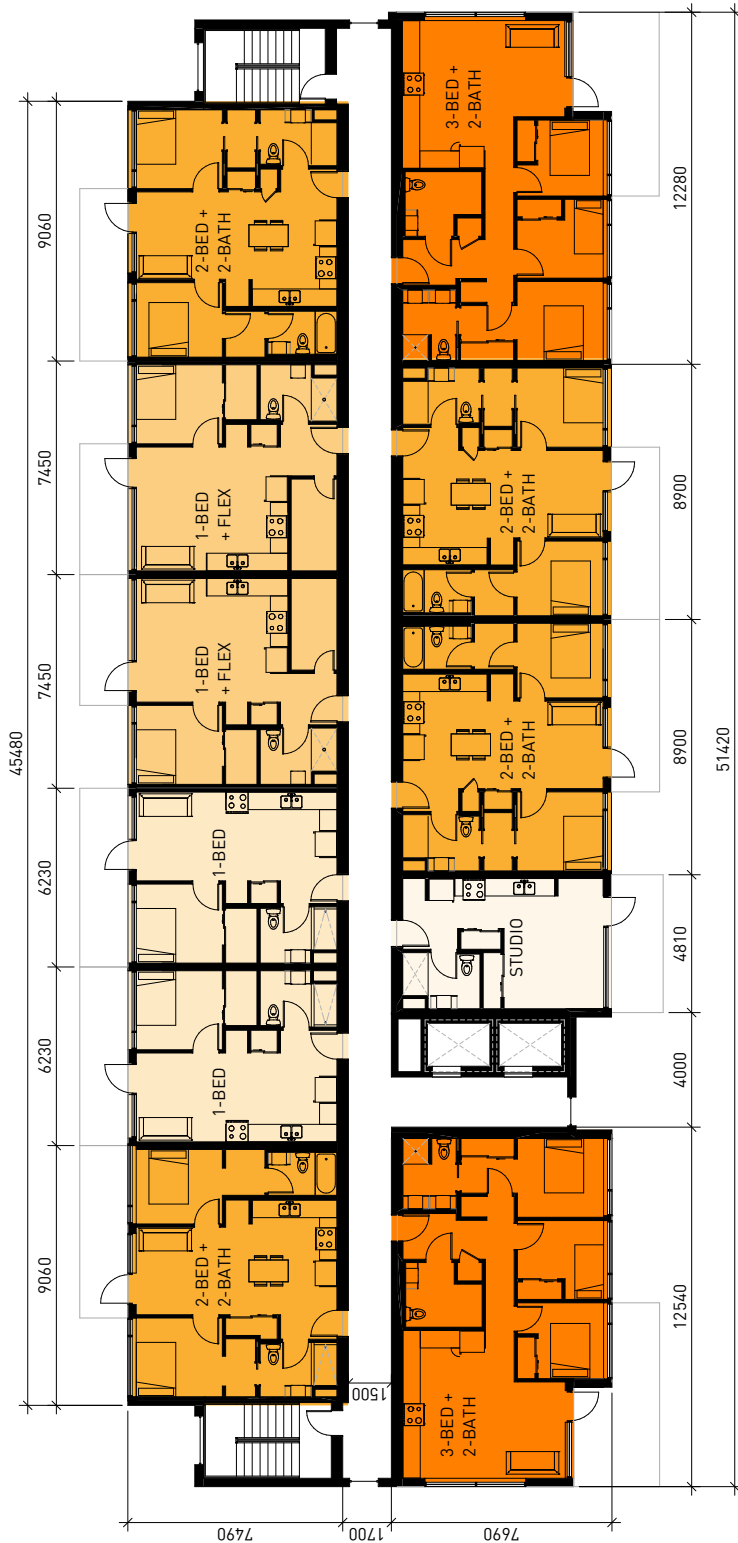 45480
9060
7450
7450
6230
6230
9060
2-BED +
2-BATH
1-BED
+ FLEX
1-BED
+ FLEX
1-BED
1-BED
2-BED +
2-BATH
3-BED +
2-BATH
2-BED +
2-BATH
2-BED +
2-BATH
STUDIO
3-BED +
2-BATH
12280
8900
8900
4810
4000
12540
51420
1500
7490
1700
7690